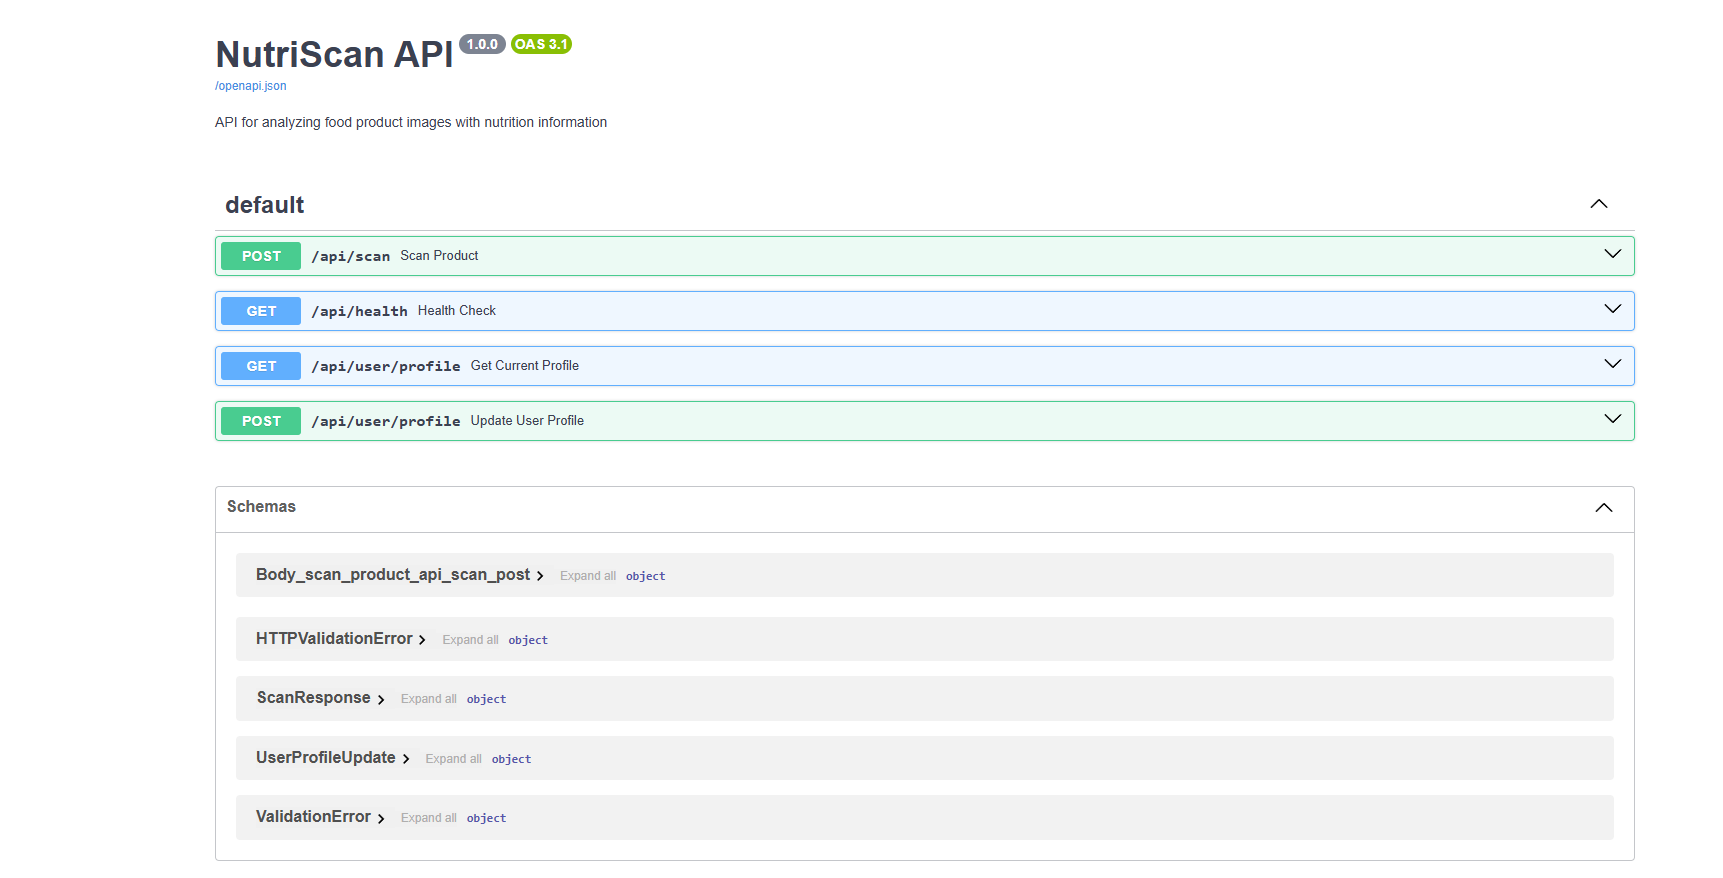 NutriScan API 1.0.0 OAS 3.1
/openapi.json
API for analyzing food product images with nutrition information
default
POST /api/scan Scan Product
GET /api/health Health Check
GET /api/user/profile Get Current Profile
POST /api/user/profile Update User Profile
Schemas
Body_scan_product_api_scan_post Expand all object
HTTPValidationError Expand all object
ScanResponse Expand all object
UserProfileUpdate Expand all object
ValidationError Expand all object